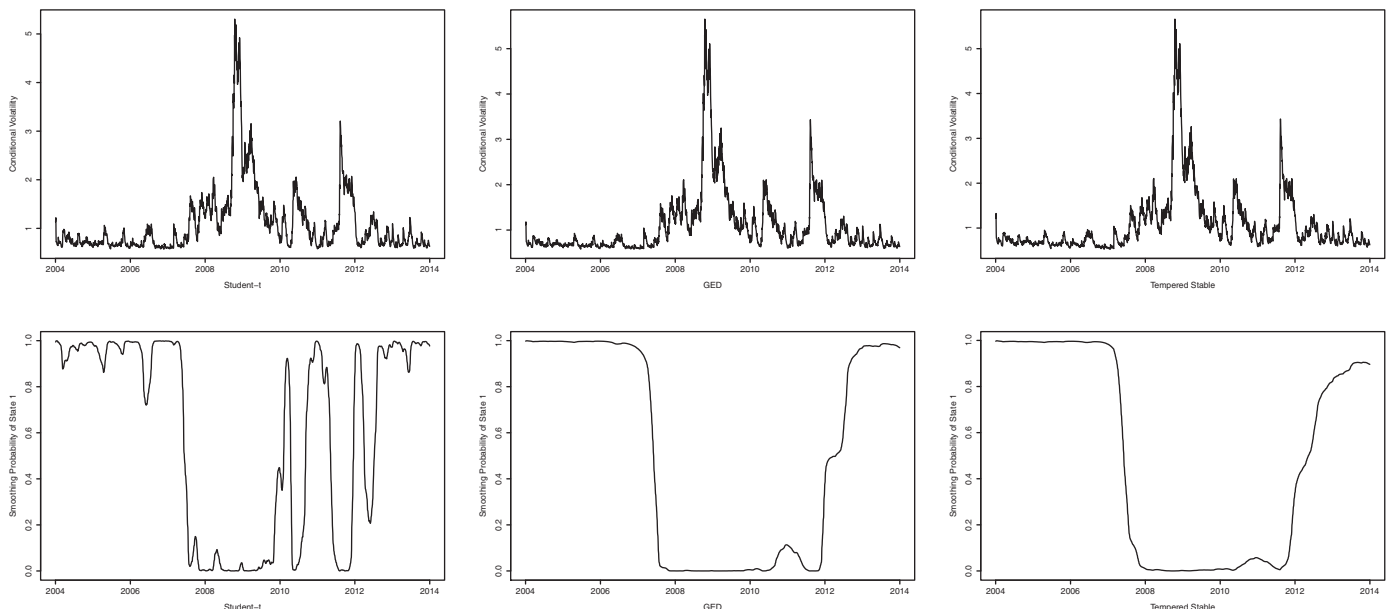 Conditional Volatility
5
4
3
2
1
2004 2006 2008 2010 2012 2014
Student−t
Conditional Volatility
5
4
3
2
1
2004 2006 2008 2010 2012 2014
GED
Conditional Volatility
5
4
3
2
1
2004 2006 2008 2010 2012 2014
Tempered Stable
Smoothing Probability of State 1
1.0
0.8
0.6
0.4
0.2
0.0
2004 2006 2008 2010 2012 2014
Student−t
Smoothing Probability of State 1
1.0
0.8
0.6
0.4
0.2
0.0
2004 2006 2008 2010 2012 2014
GED
Smoothing Probability of State 1
1.0
0.8
0.6
0.4
0.2
0.0
2004 2006 2008 2010 2012 2014
Tempered Stable